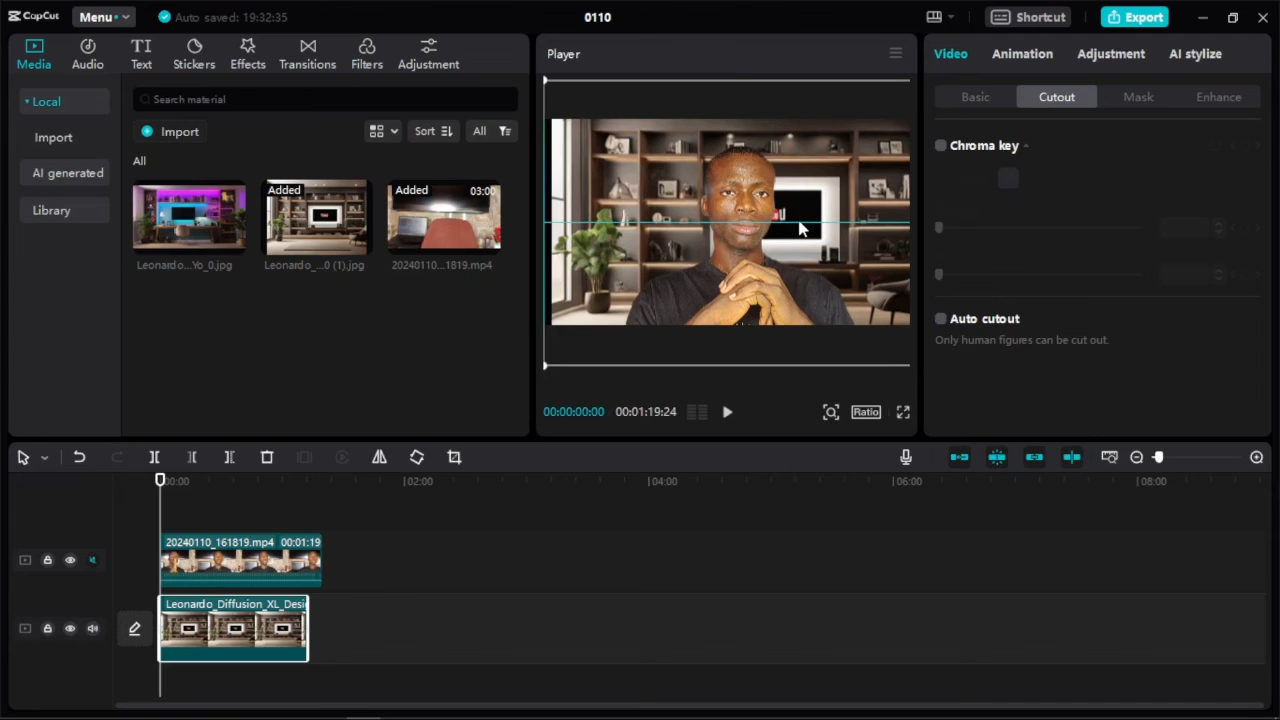 CapCut
Menu
Auto saved: 19:32:35
0110
Shortcut
Export
Media
Audio
Text
Stickers
Effects
Transitions
Filters
Adjustment
Local
Import
AI generated
Library
Search material
Import
Sort
All
All
Leonardo...Yo_0.jpg
Added
Leonardo_...0 (1).jpg
Added
03:00
20240110...1819.mp4
Player
00:00:00:00
00:01:19:24
Ratio
Video
Animation
Adjustment
AI stylize
Basic
Cutout
Mask
Enhance
Chroma key
Auto cutout
Only human figures can be cut out.
00:00
02:00
04:00
06:00
08:00
20240110_161819.mp4
00:01:19
Leonardo_Diffusion_XL_Desi